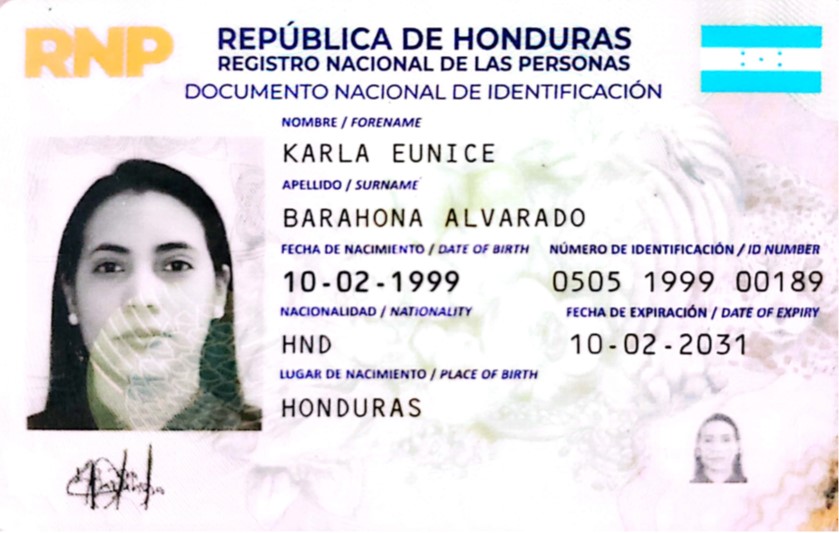 RNP
REPÚBLICA DE HONDURAS
REGISTRO NACIONAL DE LAS PERSONAS
DOCUMENTO NACIONAL DE IDENTIFICACIÓN
NOMBRE / FORENAME
KARLA EUNICE
APELLIDO / SURNAME
BARAHONA ALVARADO
FECHA DE NACIMIENTO / DATE OF BIRTH NÚMERO DE IDENTIFICACIÓN / ID NUMBER
10-02-1999 0505 1999 00189
NACIONALIDAD / NATIONALITY FECHA DE EXPIRACIÓN / DATE OF EXPIRY
HND 10-02-2031
LUGAR DE NACIMIENTO / PLACE OF BIRTH
HONDURAS